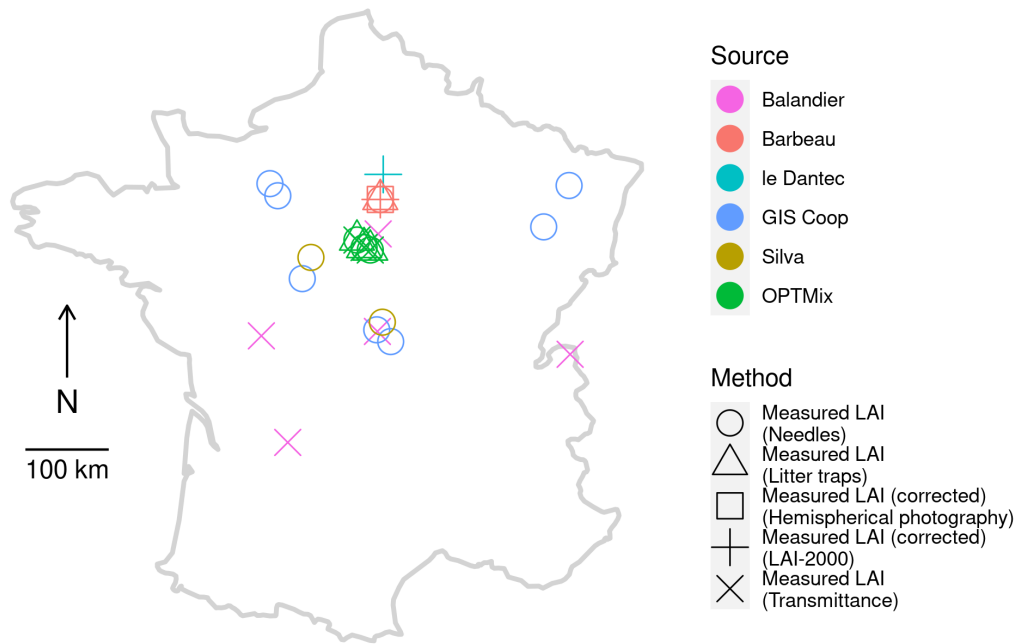 Source
Balandier
Barbeau
le Dantec
GIS Coop
Silva
OPTMix
N
100 km
Method
Measured LAI
(Needles)
Measured LAI
(Litter traps)
Measured LAI (corrected)
(Hemispherical photography)
Measured LAI (corrected)
(LAI-2000)
Measured LAI
(Transmittance)